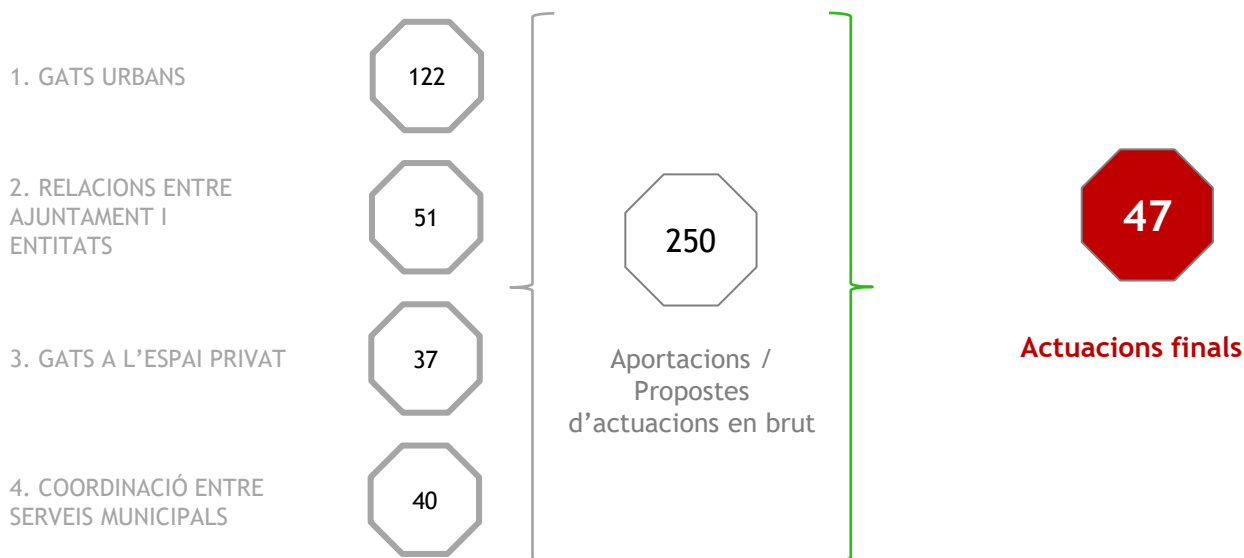 1. GATS URBANS
122
2. RELACIONS ENTRE
AJUNTAMENT I
ENTITATS
51
3. GATS A L’ESPAI PRIVAT
37
4. COORDINACIÓ ENTRE
SERVEIS MUNICIPALS
40
250
Aportacions /
Propostes
d’actuacions en brut
47
Actuacions finals